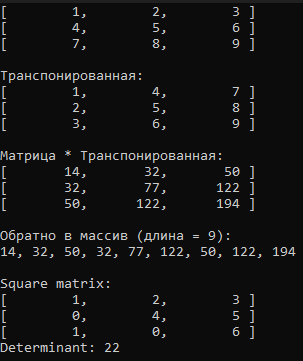 [ 1, 2, 3 ]
[ 4, 5, 6 ]
[ 7, 8, 9 ]
Транспонированная:
[ 1, 4, 7 ]
[ 2, 5, 8 ]
[ 3, 6, 9 ]
Матрица * Транспонированная:
[ 14, 32, 50 ]
[ 32, 77, 122 ]
[ 50, 122, 194 ]
Обратно в массив (длина = 9):
14, 32, 50, 32, 77, 122, 50, 122, 194
Square matrix:
[ 1, 2, 3 ]
[ 0, 4, 5 ]
[ 1, 0, 6 ]
Determinant: 22